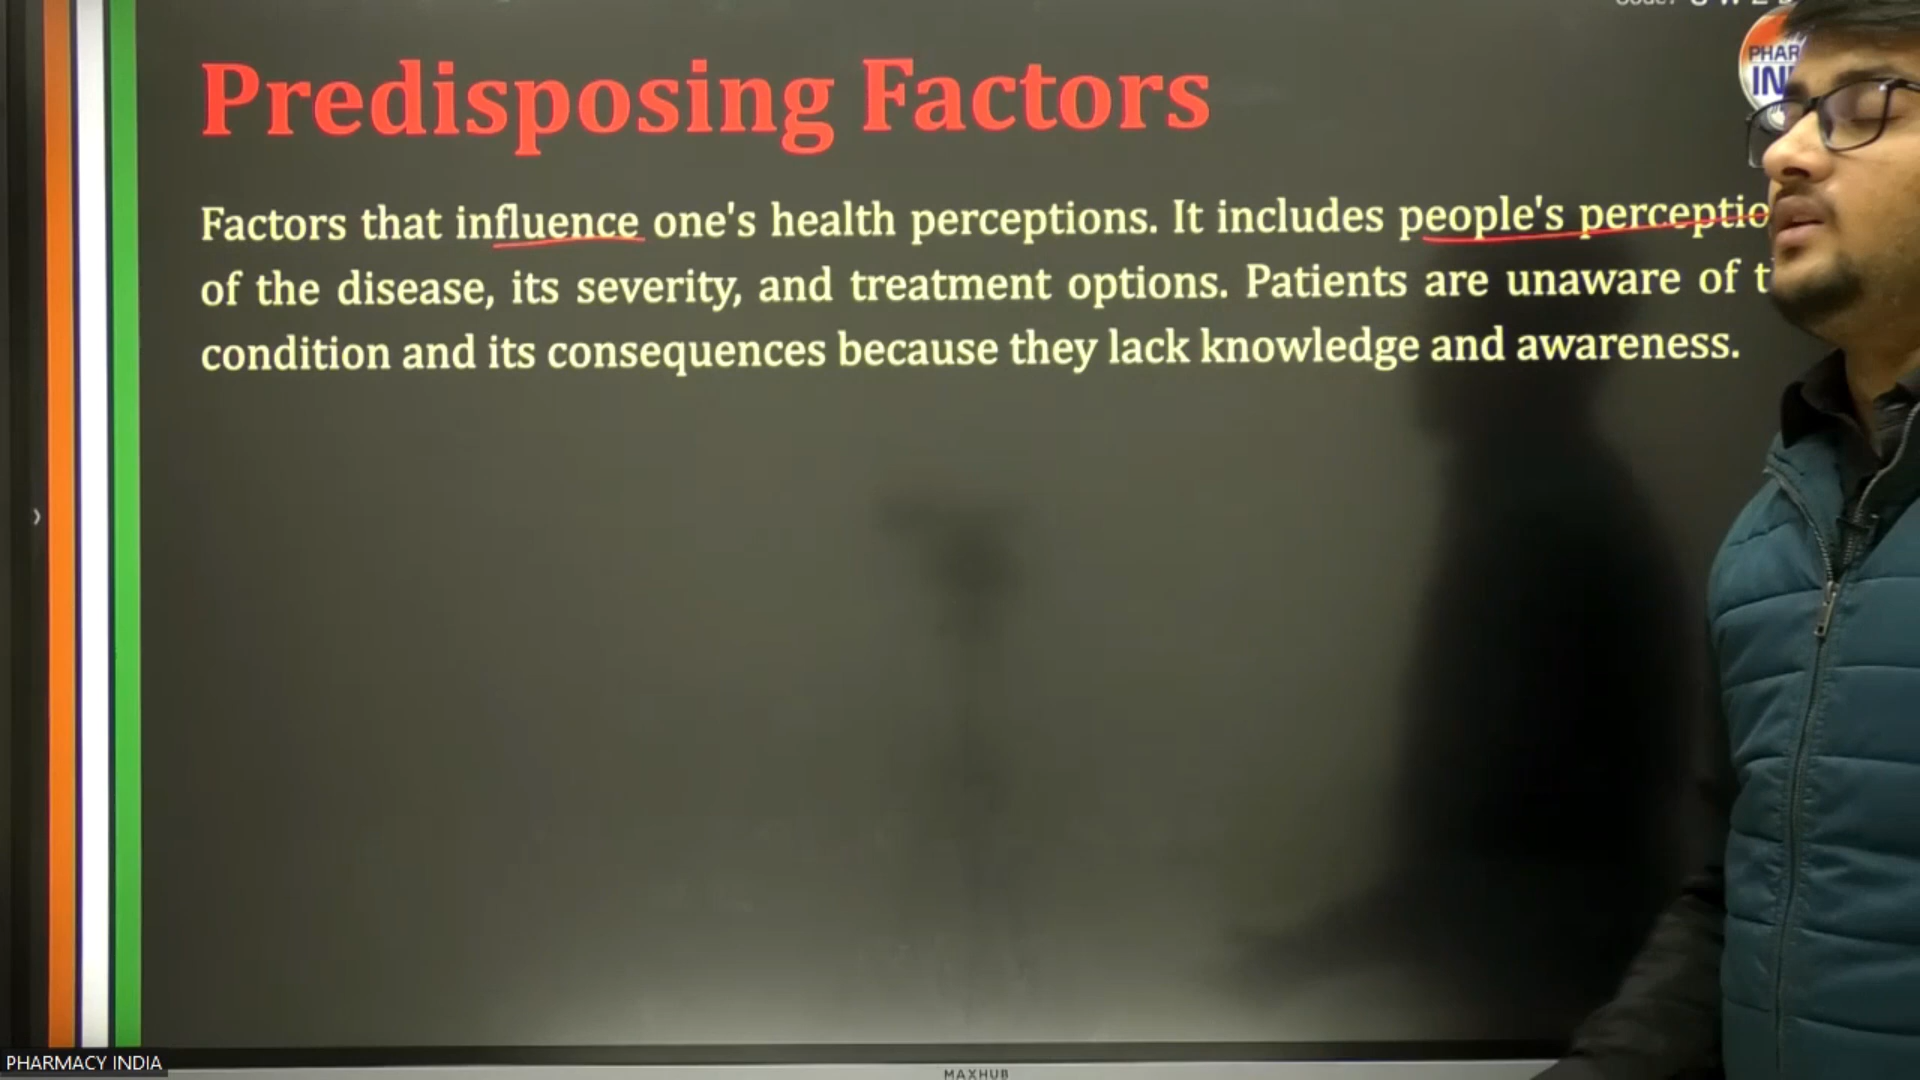 Predisposing Factors
Factors that influence one's health perceptions. It includes people's
of the disease, its severity, and treatment options. Patients are unaware of
condition and its consequences because they lack knowledge and awareness.
PHARMACY INDIA
MAXHUB